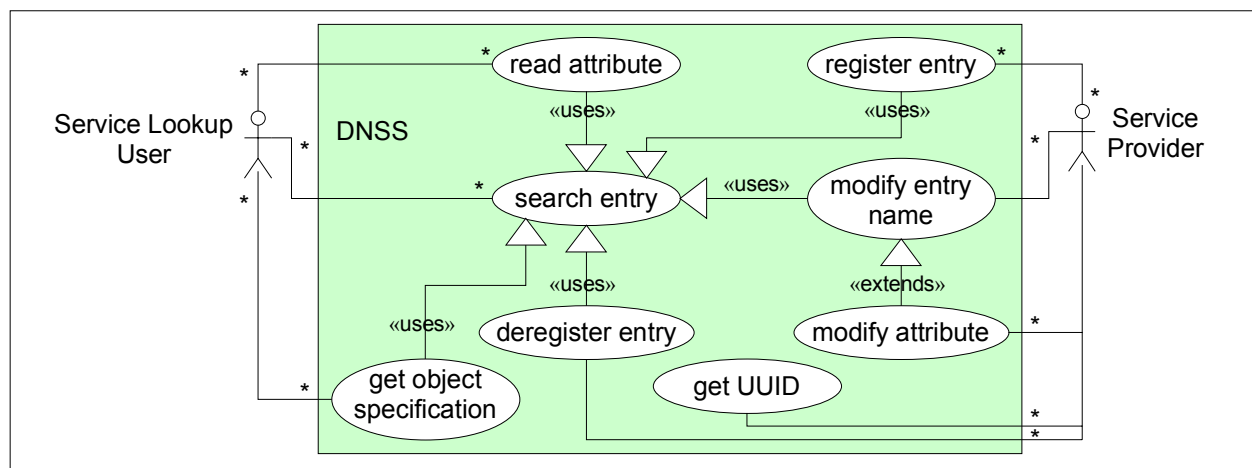 *
read attribute
register entry
*
*
*
«uses»
«uses»
Service Lookup
User
DNSS
Service
Provider
*
*
search entry
*
«uses»
modify entry
name
*
*
«uses»
«uses»
«extends»
deregister entry
modify attribute
*
get object
specification
*
get UUID
*
*